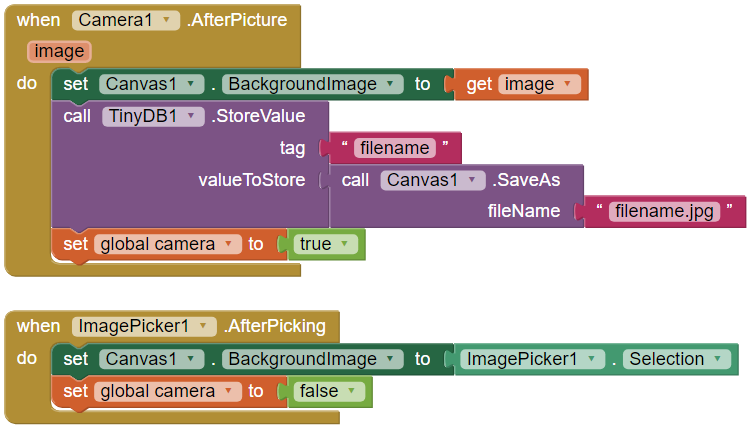 when Camera1 .AfterPicture
image
do set Canvas1 . BackgroundImage to get image
call TinyDB1 .StoreValue
tag “ filename ”
valueToStore call Canvas1 .SaveAs
fileName “ filename.jpg ”
set global camera to true
when ImagePicker1 .AfterPicking
do set Canvas1 . BackgroundImage to ImagePicker1 . Selection
set global camera to false